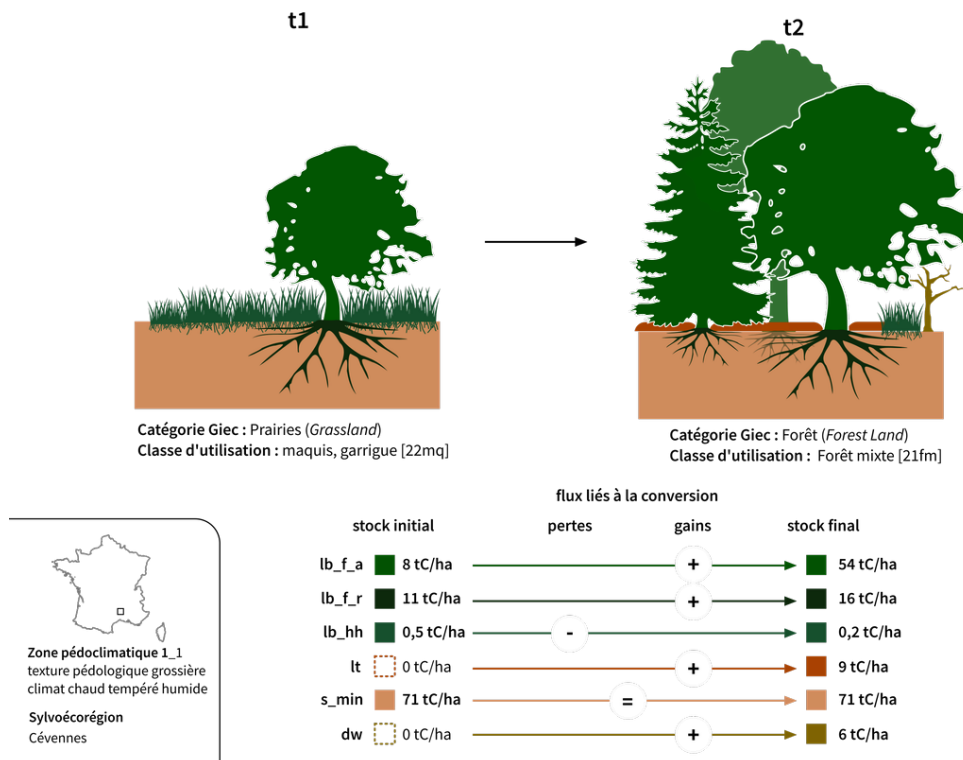 t1
t2
Catégorie Giec : Prairies (Grassland)
Classe d'utilisation : maquis, garrigue [22mq]
Catégorie Giec : Forêt (Forest Land)
Classe d'utilisation : Forêt mixte [21fm]
flux liés à la conversion
stock initial pertes gains stock final
lb_f_a 8 tC/ha + 54 tC/ha
lb_f_r 11 tC/ha + 16 tC/ha
lb_hh 0,5 tC/ha - 0,2 tC/ha
lt 0 tC/ha + 9 tC/ha
s_min 71 tC/ha = 71 tC/ha
dw 0 tC/ha + 6 tC/ha
Zone pédoclimatique 1_1
texture pédologique grossière
climat chaud tempéré humide
Sylvoécorégion
Cévennes